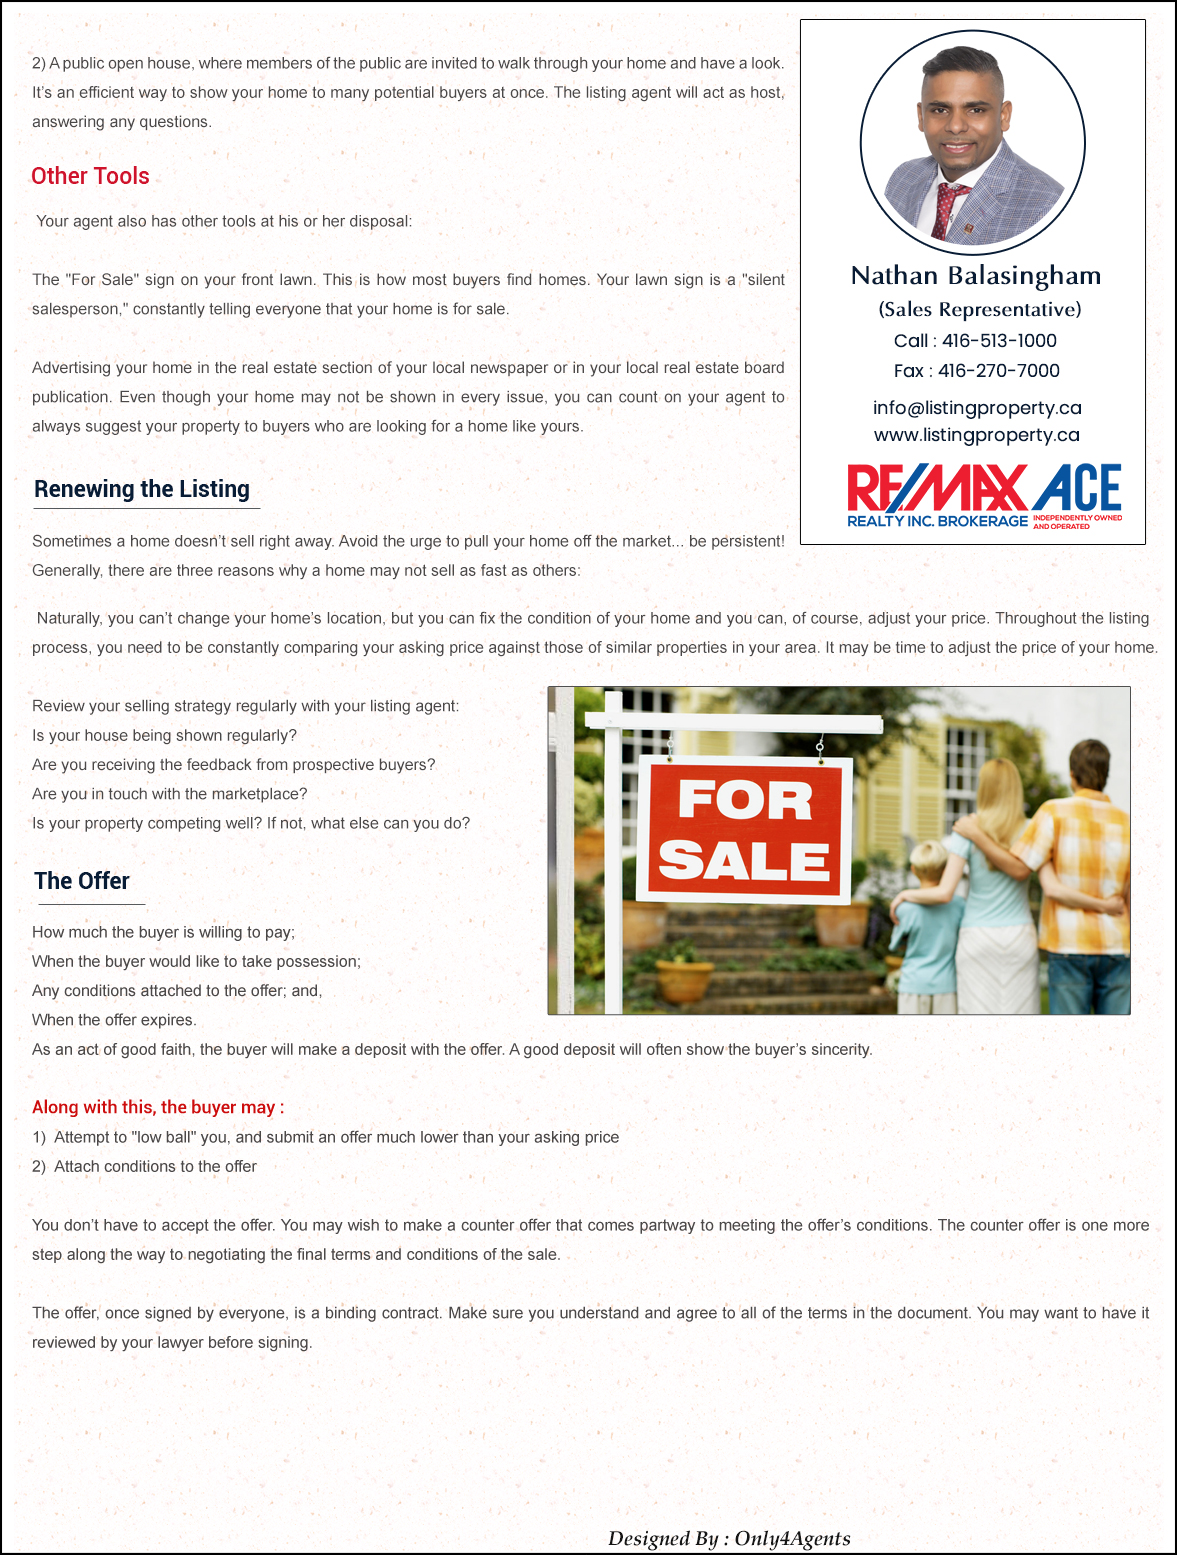 2) A public open house, where members of the public are invited to walk through your home and have a look.
It’s an efficient way to show your home to many potential buyers at once. The listing agent will act as host,
answering any questions.
Other Tools
Your agent also has other tools at his or her disposal:
The "For Sale" sign on your front lawn. This is how most buyers find homes. Your lawn sign is a "silent
salesperson," constantly telling everyone that your home is for sale.
Advertising your home in the real estate section of your local newspaper or in your local real estate board
publication. Even though your home may not be shown in every issue, you can count on your agent to
always suggest your property to buyers who are looking for a home like yours.
Nathan Balasingham
(Sales Representative)
Call : 416-513-1000
Fax : 416-270-7000
info@listingproperty.ca
www.listingproperty.ca
RE/MAX ACE
REALTY INC. BROKERAGE INDEPENDENTLY OWNED
AND OPERATED
Renewing the Listing
Sometimes a home doesn’t sell right away. Avoid the urge to pull your home off the market... be persistent!
Generally, there are three reasons why a home may not sell as fast as others:
Naturally, you can’t change your home’s location, but you can fix the condition of your home and you can, of course, adjust your price. Throughout the listing
process, you need to be constantly comparing your asking price against those of similar properties in your area. It may be time to adjust the price of your home.
Review your selling strategy regularly with your listing agent:
Is your house being shown regularly?
Are you receiving the feedback from prospective buyers?
Are you in touch with the marketplace?
Is your property competing well? If not, what else can you do?
FOR
SALE
The Offer
How much the buyer is willing to pay;
When the buyer would like to take possession;
Any conditions attached to the offer; and,
When the offer expires.
As an act of good faith, the buyer will make a deposit with the offer. A good deposit will often show the buyer’s sincerity.
Along with this, the buyer may :
1) Attempt to "low ball" you, and submit an offer much lower than your asking price
2) Attach conditions to the offer
You don’t have to accept the offer. You may wish to make a counter offer that comes partway to meeting the offer’s conditions. The counter offer is one more
step along the way to negotiating the final terms and conditions of the sale.
The offer, once signed by everyone, is a binding contract. Make sure you understand and agree to all of the terms in the document. You may want to have it
reviewed by your lawyer before signing.
Designed By : Only4Agents